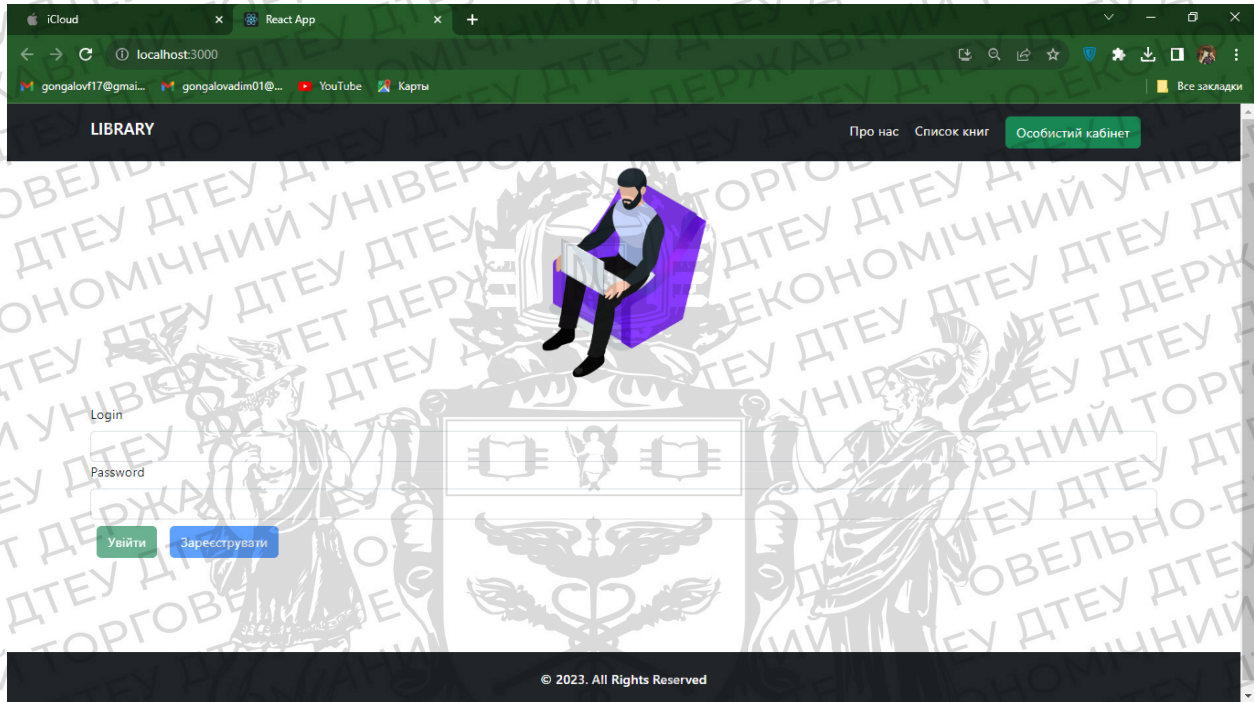 iCloud React App
localhost:3000
gongalovf17@gmai... gongalovadim01@... YouTube Карты Все закладки
LIBRARY Про нас Список книг Особистий кабінет
Login
Password
Увійти Зареєструвати
© 2023. All Rights Reserved